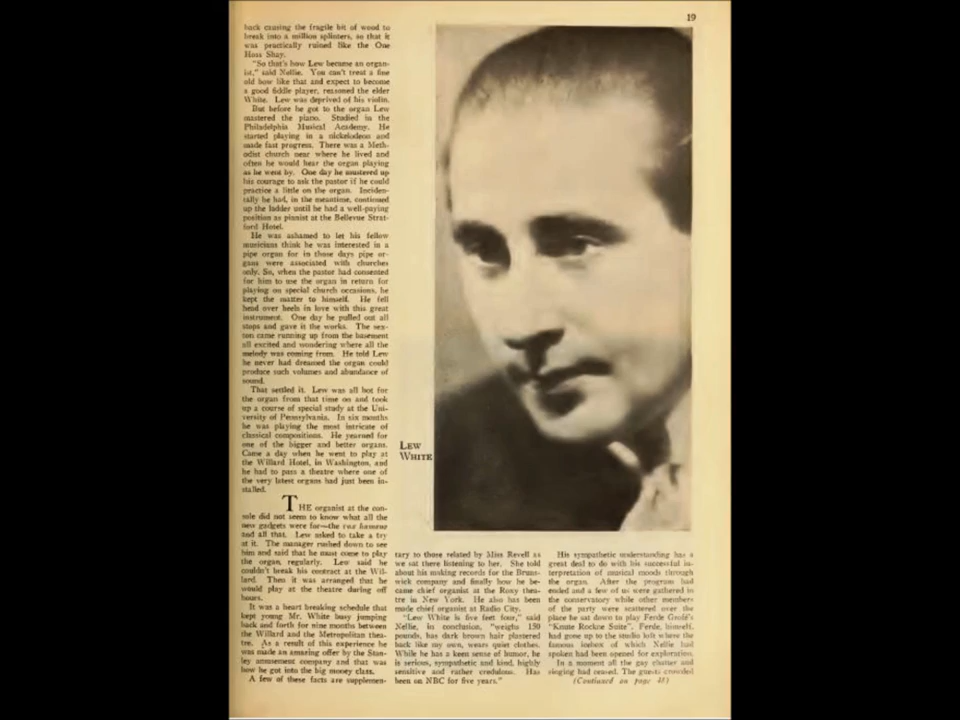 19
back causing the fragile bit of wood to
break into a million splinters, so that it
was practically ruined like the One
Hoss Shay.
"So that's how Lew became an organ-
ist," said Nellie. You can't treat a fine
old bow like that and expect to become
a good fiddle player, reasoned the elder
White. Lew was deprived of his violin.
But before he got to the organ Lew
mastered the piano. Studied in the
Philadelphia Musical Academy. He
started playing in a nickelodeon and
made fast progress. There was a Meth-
odist church near where he lived and
often he would hear the organ playing
as he went by. One day he mustered up
his courage to ask the pastor if he could
practice a little on the organ. Inciden-
tally he had, in the meantime, continued
up the ladder until he had a well-paying
position as pianist at the Bellevue Strat-
ford Hotel.
He was ashamed to let his fellow
musicians think he was interested in a
pipe organ for in those days pipe or-
gans were associated with churches
only. So, when the pastor had consented
for him to use the organ in return for
playing on special church occasions, he
kept the matter to himself. He fell
head over heels in love with this great
instrument. One day he pulled out all
stops and gave it the works. The sex-
ton came running up from the basement
all excited and wondering where all the
melody was coming from. He told Lew
he never had dreamed the organ could
produce such volumes and abundance of
sound.
That settled it. Lew was all hot for
the organ from that time on and took
up a course of special study at the Uni-
versity of Pennsylvania. In six months
he was playing the most intricate of
classical compositions. He yearned for
one of the bigger and better organs.
Came a day when he went to play at
the Willard Hotel, in Washington, and
he had to pass a theatre where one of
the very latest organs had just been in-
stalled.
THE organist at the con-
sole did not seem to know what all the
new gadgets were for—the vox humana
and all that. Lew asked to take a try
at it. The manager rushed down to see
him and said that he must come to play
the organ, regularly. Lew said he
couldn't break his contract at the Wil-
lard. Then it was arranged that he
would play at the theatre during off
hours.
It was a heart breaking schedule that
kept young Mr. White busy jumping
back and forth for nine months between
the Willard and the Metropolitan thea-
tre. As a result of this experience he
was made an amazing offer by the Stan-
ley amusement company and that was
how he got into the big money class.
A few of these facts are supplemen-
LEW
WHITE
tary to those related by Miss Revell as
we sat there listening to her. She told
about his making records for the Bruns-
wick company and finally how he be-
came chief organist at the Roxy thea-
tre in New York. He also has been
made chief organist at Radio City.
"Lew White is five feet four," said
Nellie, in conclusion, "weighs 150
pounds, has dark brown hair plastered
back like my own, wears quiet clothes.
While he has a keen sense of humor, he
is serious, sympathetic and kind, highly
sensitive and rather credulous. Has
been on NBC for five years."
His sympathetic understanding has a
great deal to do with his successful in-
terpretation of musical moods through
the organ. After the program had
ended and a few of us were gathered in
the conservatory while other members
of the party were scattered over the
place he sat down to play Ferde Grofé's
"Knute Rockne Suite". Ferde, himself,
had gone up to the studio loft where the
famous icebox of which Nellie had
spoken had been opened for exploration.
In a moment all the gay chatter and
singing had ceased. The guests crowded
(Continued on page 48)